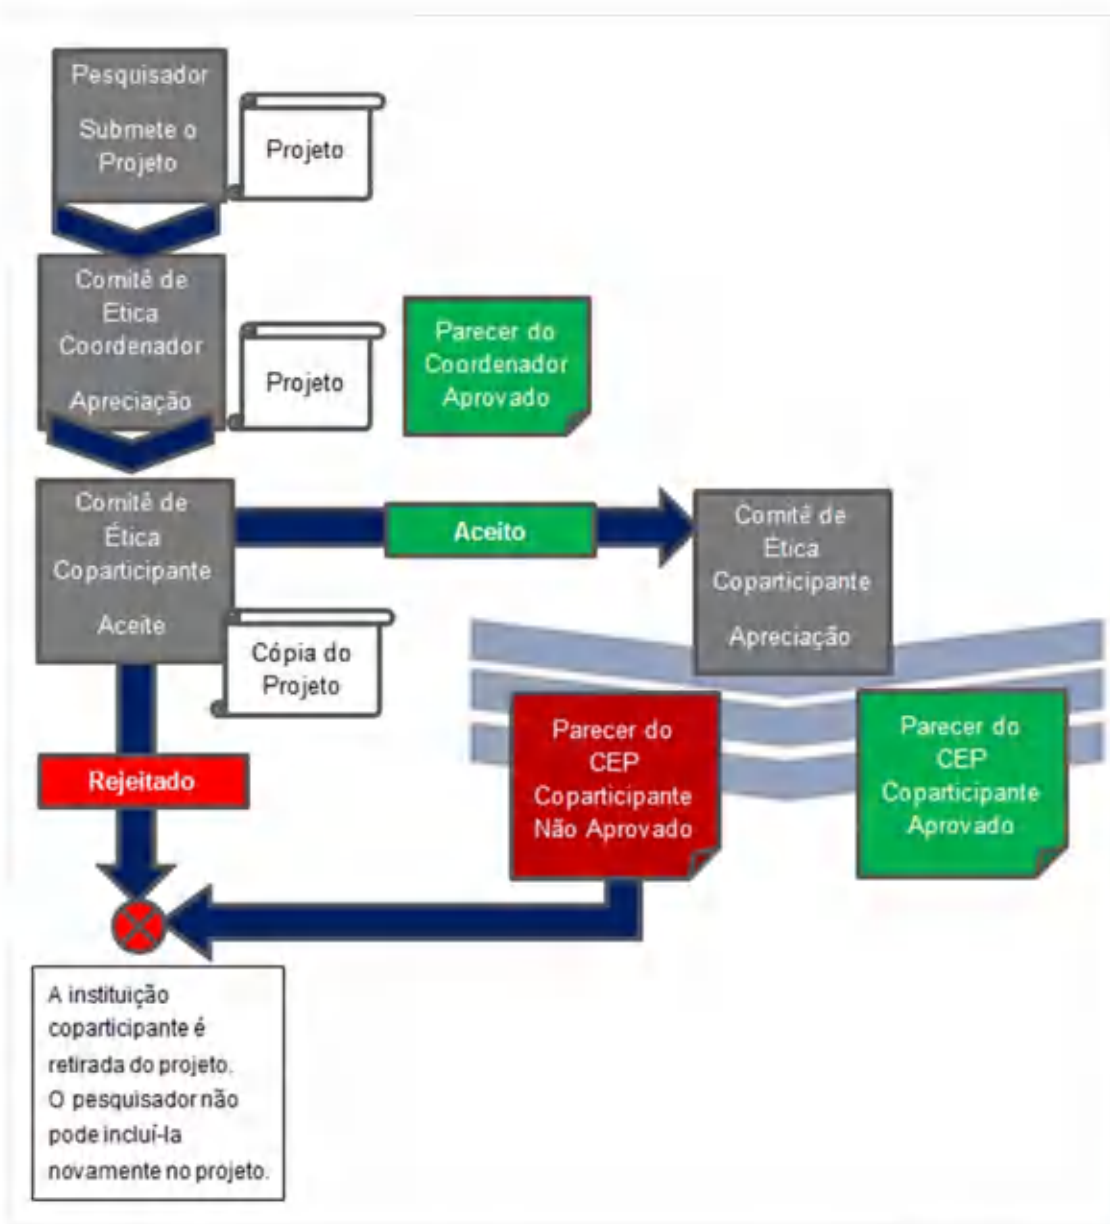 Pesquisador
Submete o
Projeto
Projeto
Comitê de
Etica
Coordenador
Apreciação
Projeto
Parecer do
Coordenador
Aprovado
Comitê de
Ética
Coparticipante
Aceite
Cópia do
Projeto
Aceito
Comitê de
Ética
Coparticipante
Apreciação
Rejeitado
Parecer do
CEP
Coparticipante
Não Aprovado
Parecer do
CEP
Coparticipante
Aprovado
A instituição
coparticipante é
retirada do projeto.
O pesquisador não
pode incluí-la
novamente no projeto.